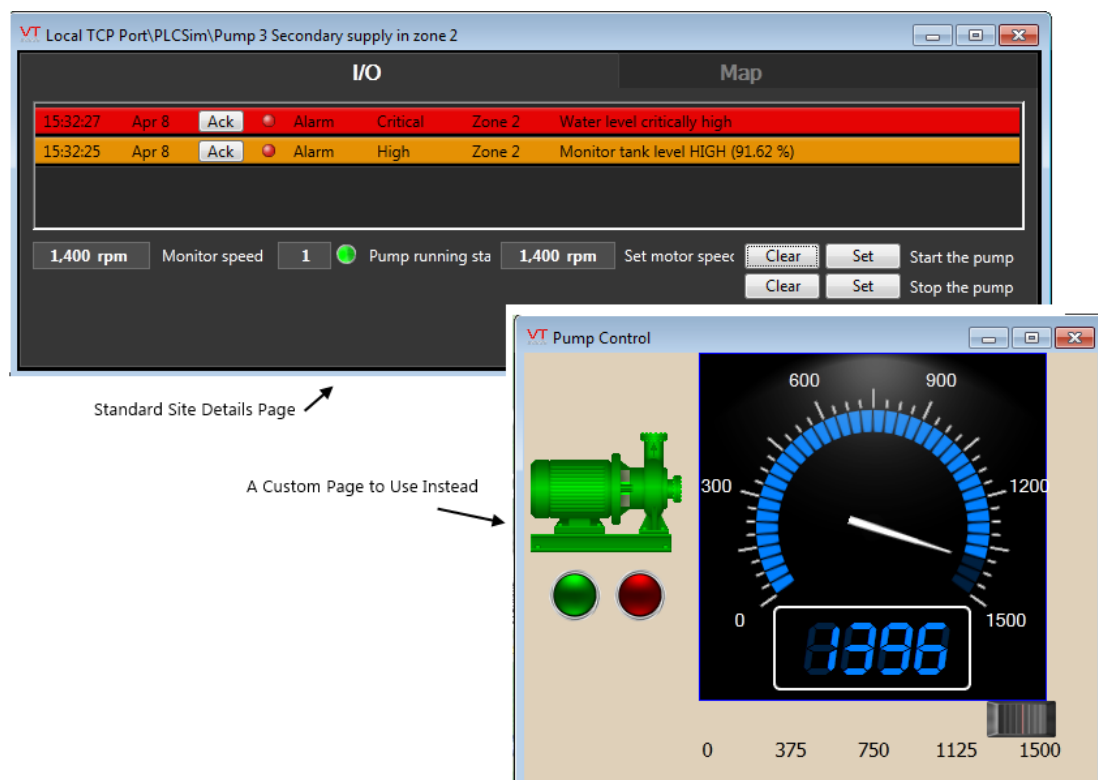 VT Local TCP Port\PLCSim\Pump 3 Secondary supply in zone 2
I/O Map
15:32:27 Apr 8 Ack Alarm Critical Zone 2 Water level critically high
15:32:25 Apr 8 Ack Alarm High Zone 2 Monitor tank level HIGH (91.62 %)
1,400 rpm Monitor speed 1 Pump running sta 1,400 rpm Set motor speec Clear Set Start the pump
Clear Set Stop the pump
VT Pump Control
Standard Site Details Page
A Custom Page to Use Instead
600 900
300 1200
0 1500
1396
0 375 750 1125 1500